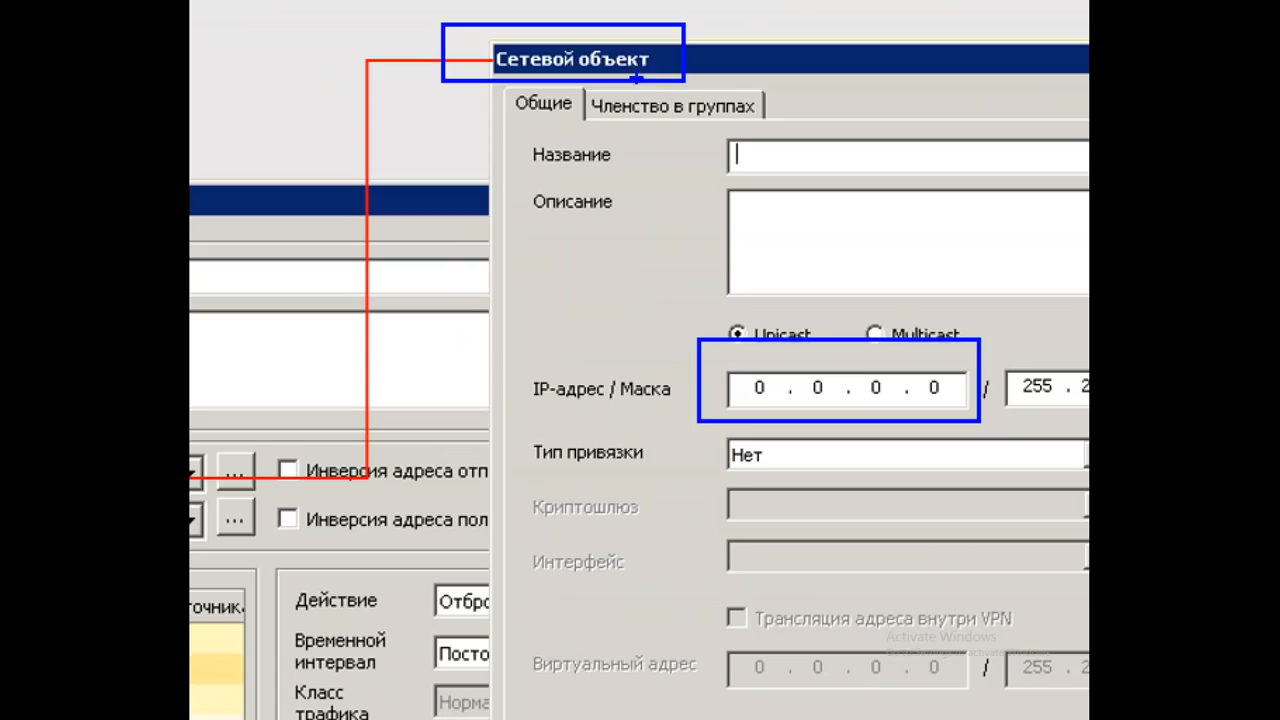 Сетевой объект
Общие
Членство в группах
Название
Описание
Unicast
Multicast
IP-адрес / Маска
0 . 0 . 0 . 0 / 255 . 2
Тип привязки
Нет
Криптошлюз
Интерфейс
Трансляция адреса внутри VPN
Виртуальный адрес
0 . 0 . 0 . 0 / 255 . 2
... Инверсия адреса отп
... Инверсия адреса пол
точник
Действие
Отбро
Временной
интервал
Посто
Класс
трафика
Норма
Activate Windows